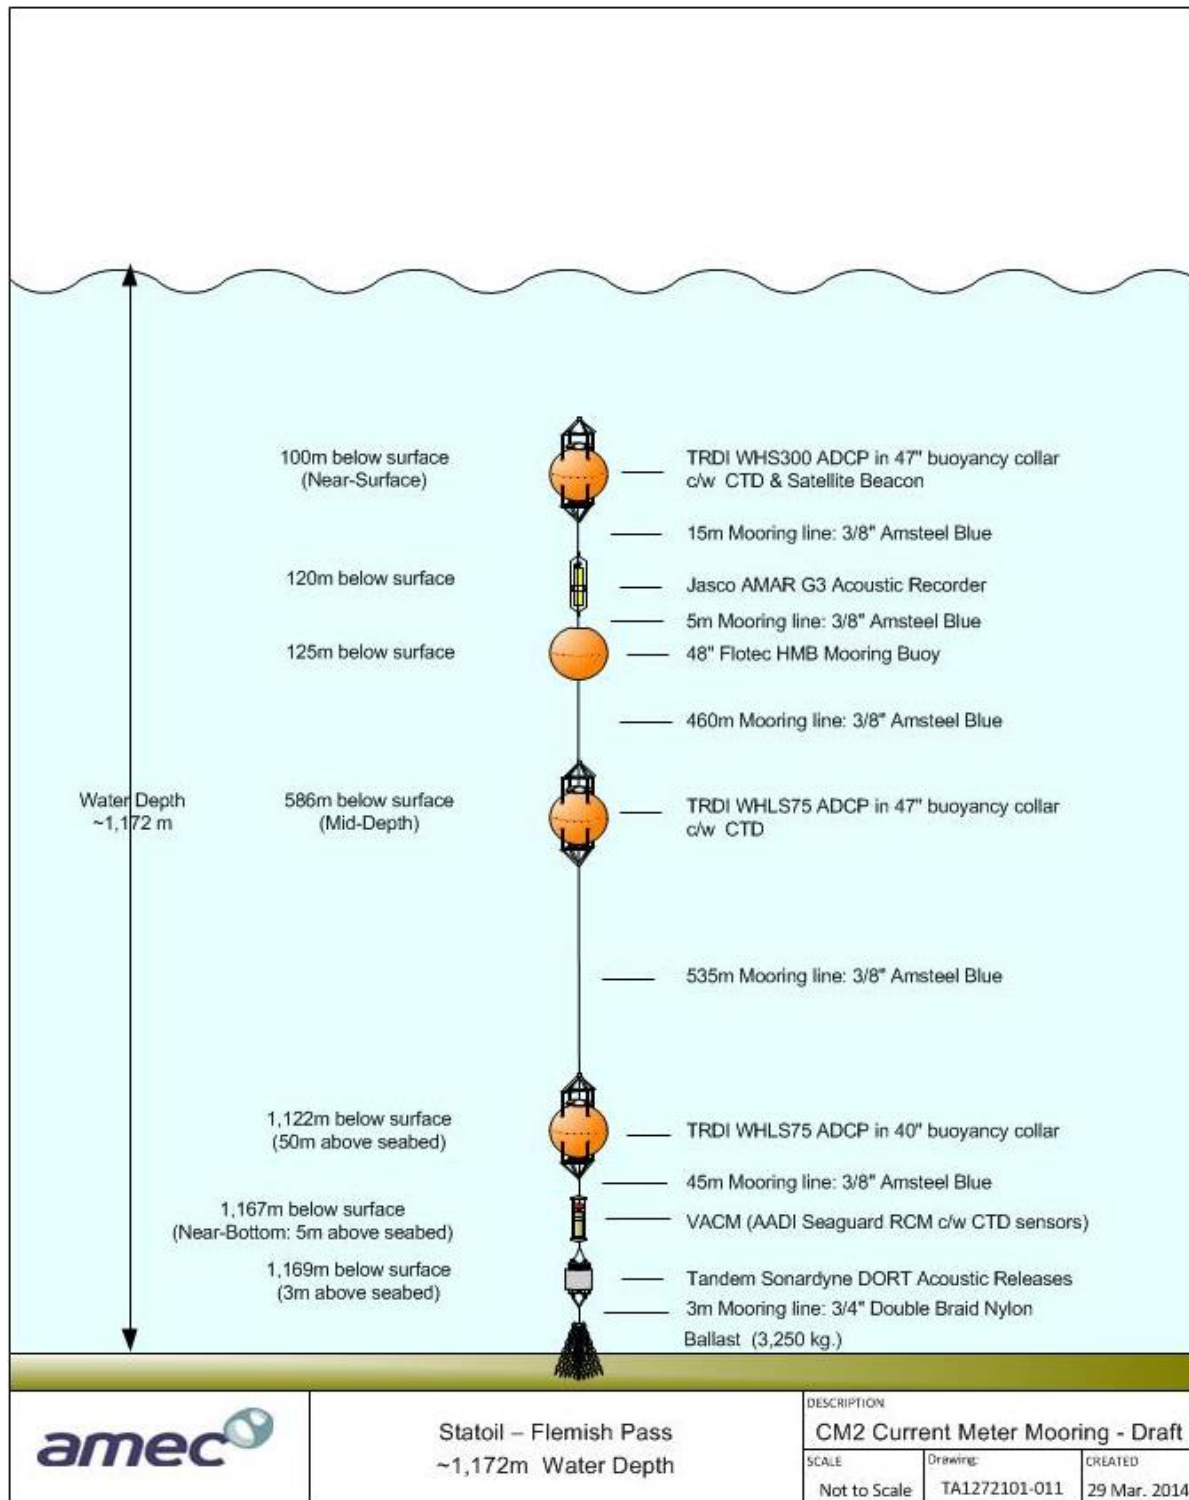 100m below surface
(Near-Surface)
TRDI WHS300 ADCP in 47" buoyancy collar
c/w CTD & Satellite Beacon
15m Mooring line: 3/8" Amsteel Blue
120m below surface
Jasco AMAR G3 Acoustic Recorder
5m Mooring line: 3/8" Amsteel Blue
125m below surface
48" Flotec HMB Mooring Buoy
460m Mooring line: 3/8" Amsteel Blue
Water Depth
~1,172 m
586m below surface
(Mid-Depth)
TRDI WHLS75 ADCP in 47" buoyancy collar
c/w CTD
535m Mooring line: 3/8" Amsteel Blue
1,122m below surface
(50m above seabed)
TRDI WHLS75 ADCP in 40" buoyancy collar
45m Mooring line: 3/8" Amsteel Blue
1,167m below surface
(Near-Bottom: 5m above seabed)
VACM (AADI Seaguard RCM c/w CTD sensors)
1,169m below surface
(3m above seabed)
Tandem Sonardyne DORT Acoustic Releases
3m Mooring line: 3/4" Double Braid Nylon
Ballast (3,250 kg.)
amec
Statoil – Flemish Pass
~1,172m Water Depth
DESCRIPTION
CM2 Current Meter Mooring - Draft
SCALE
Not to Scale
Drawing:
TA1272101-011
CREATED
29 Mar. 2014